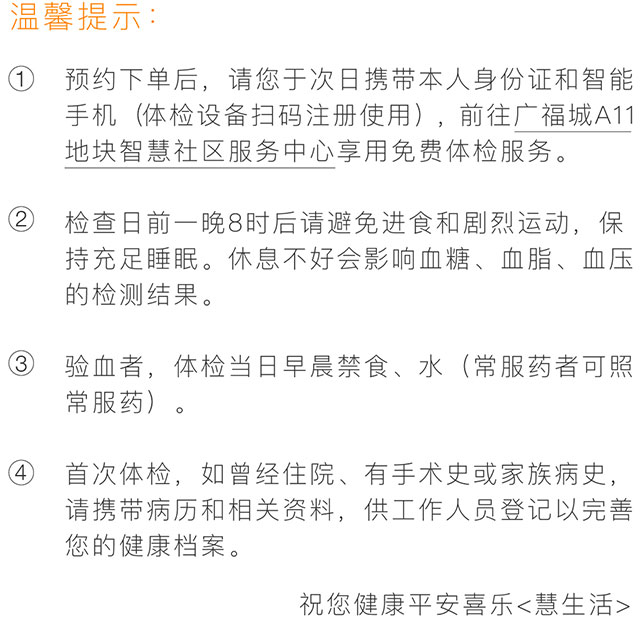 温馨提示：
① 预约下单后，请您于次日携带本人身份证和智能
手机（体检设备扫码注册使用），前往广福城A11
地块智慧社区服务中心享用免费体检服务。
② 检查日前一晚8时后请避免进食和剧烈运动，保
持充足睡眠。休息不好会影响血糖、血脂、血压
的检测结果。
③ 验血者，体检当日早晨禁食、水（常服药者可照
常服药）。
④ 首次体检，如曾经住院、有手术史或家族病史，
请携带病历和相关资料，供工作人员登记以完善
您的健康档案。
祝您健康平安喜乐<慧生活>